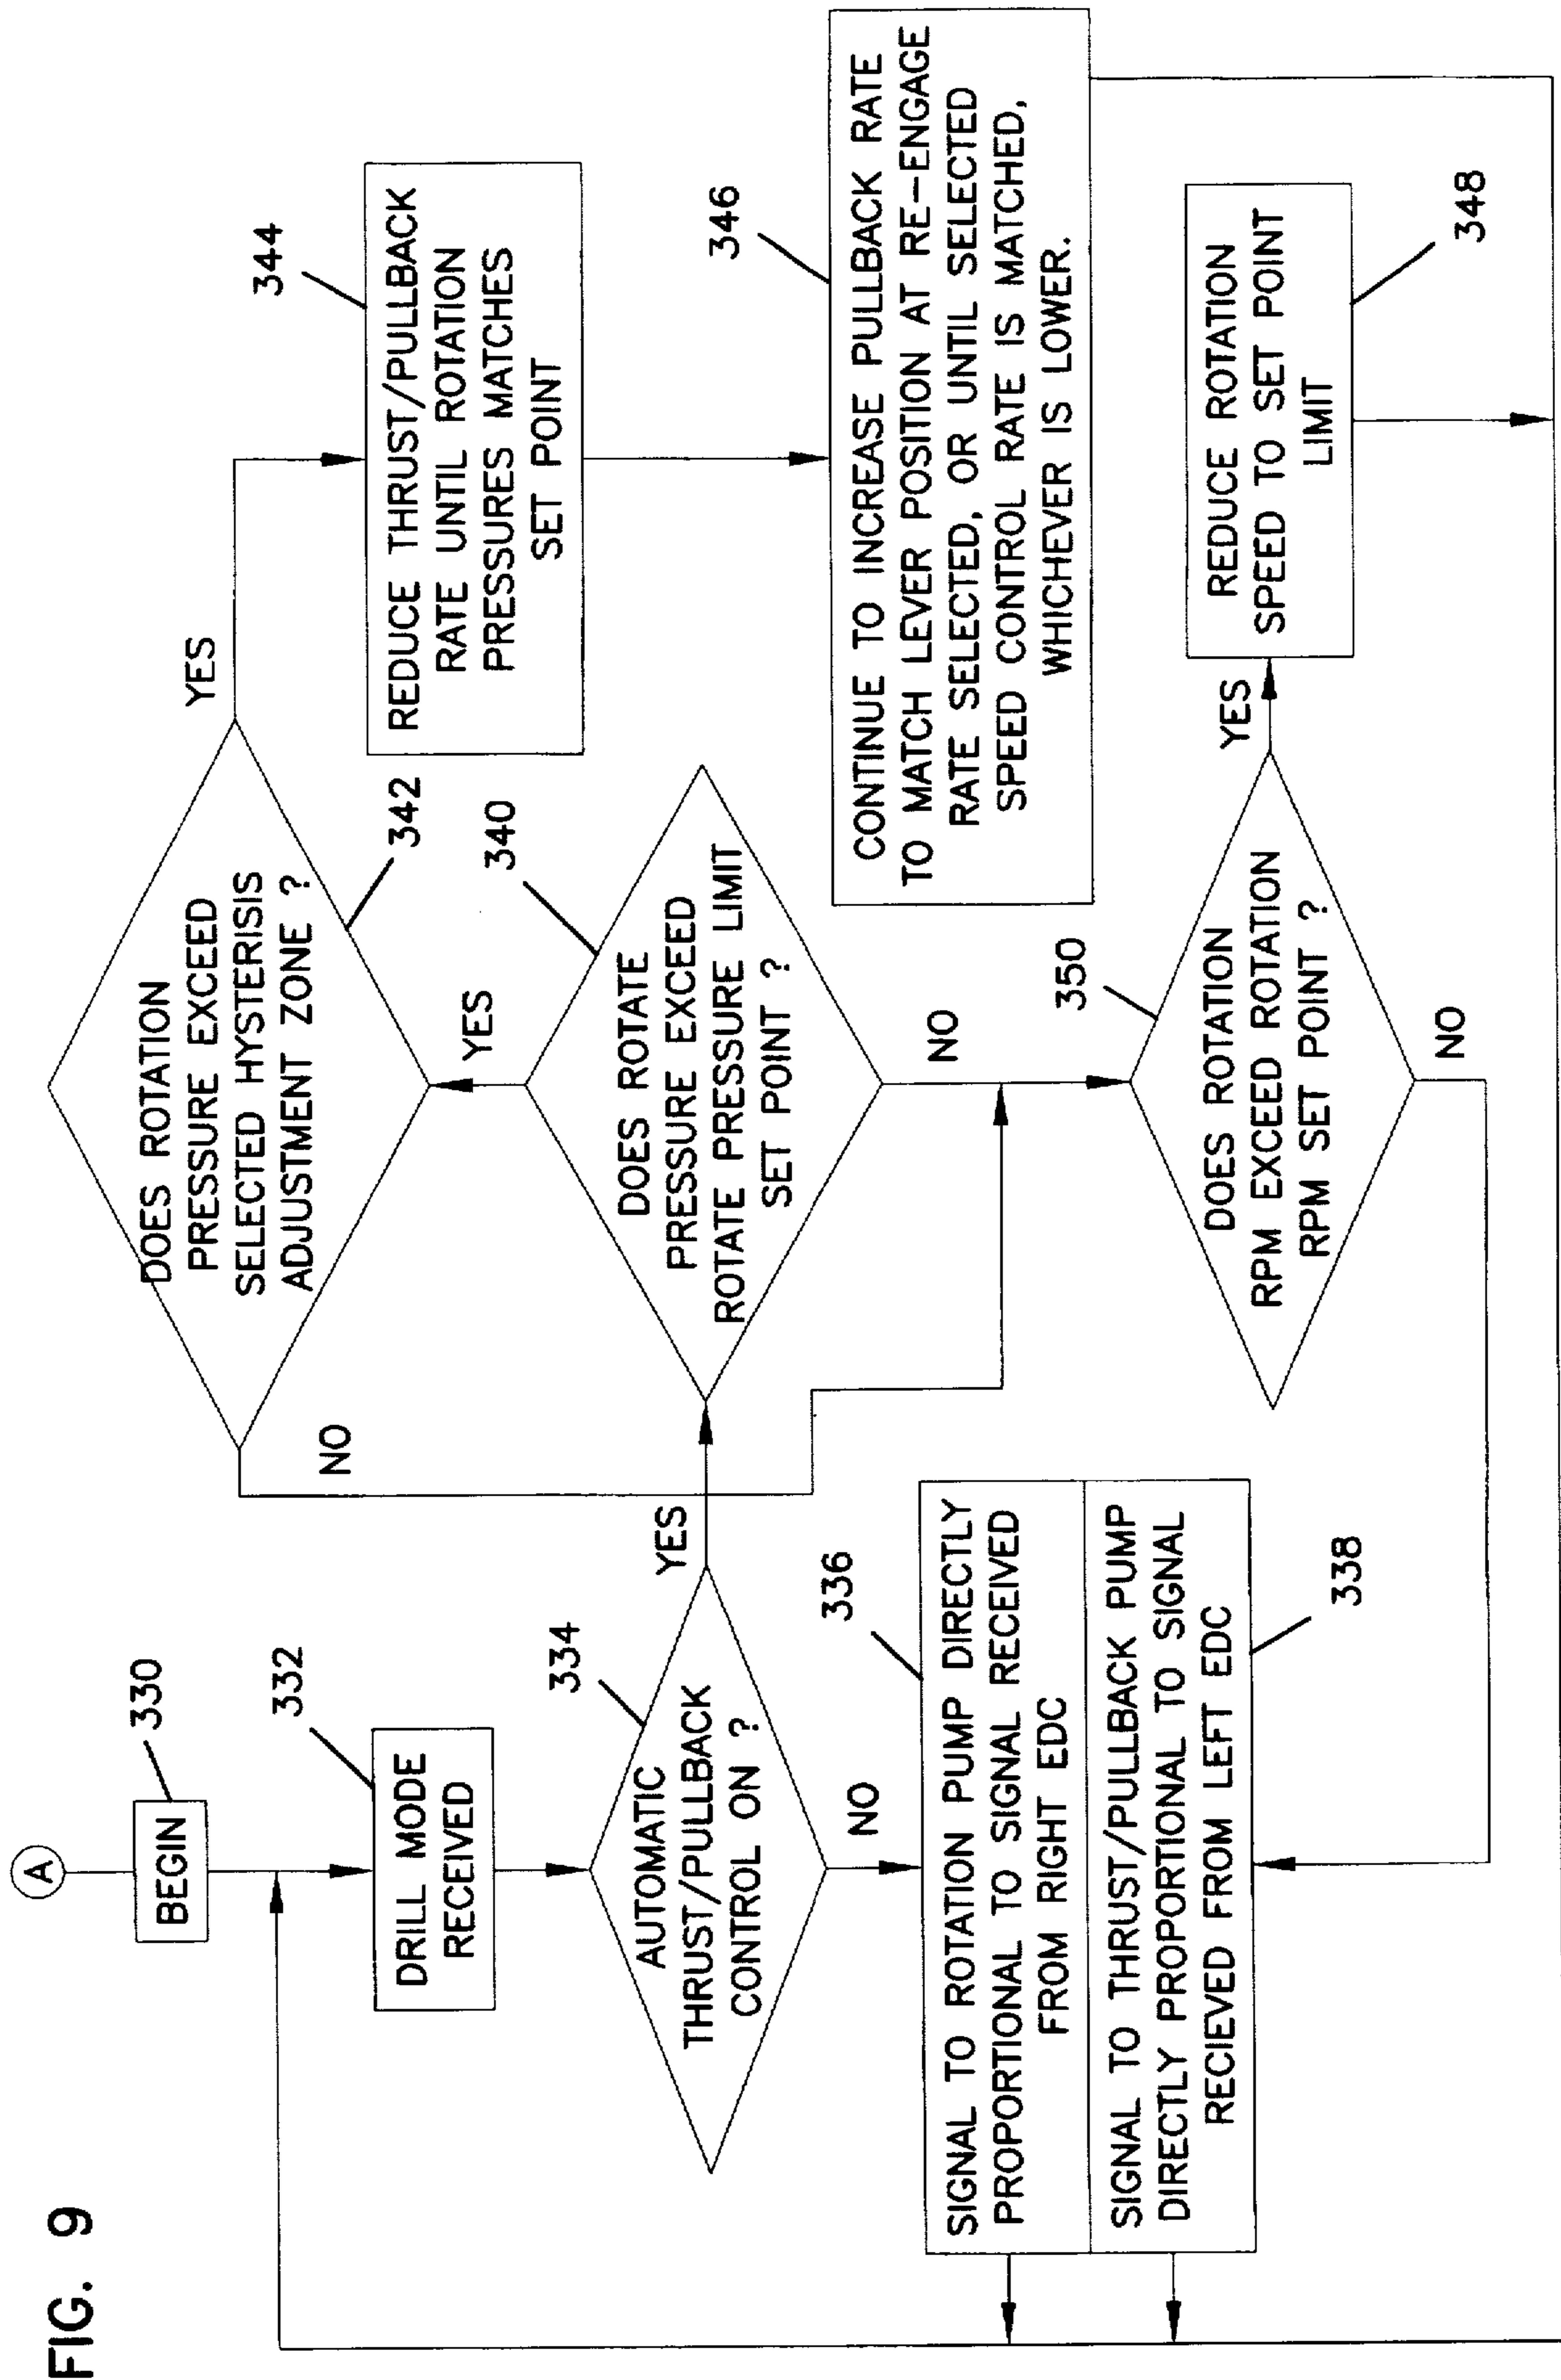 FIG. 9
A
BEGIN
330
DRILL MODE
RECEIVED
332
AUTOMATIC
THRUST/PULLBACK
CONTROL ON ?
334
YES
NO
SIGNAL TO ROTATION PUMP DIRECTLY
PROPORTIONAL TO SIGNAL RECEIVED
FROM RIGHT EDC
336
SIGNAL TO THRUST/PULLBACK PUMP
DIRECTLY PROPORTIONAL TO SIGNAL
RECIEVED FROM LEFT EDC
338
DOES ROTATE
PRESSURE EXCEED
ROTATE PRESSURE LIMIT
SET POINT ?
340
YES
NO
DOES ROTATION
PRESSURE EXCEED
SELECTED HYSTERISIS
ADJUSTMENT ZONE ?
342
YES
NO
REDUCE THRUST/PULLBACK
RATE UNTIL ROTATION
PRESSURES MATCHES
SET POINT
344
CONTINUE TO INCREASE PULLBACK RATE
TO MATCH LEVER POSITION AT RE-ENGAGE
RATE SELECTED, OR UNTIL SELECTED
SPEED CONTROL RATE IS MATCHED,
WHICHEVER IS LOWER.
346
DOES ROTATION
RPM EXCEED ROTATION
RPM SET POINT ?
350
YES
NO
REDUCE ROTATION
SPEED TO SET POINT
LIMIT
348